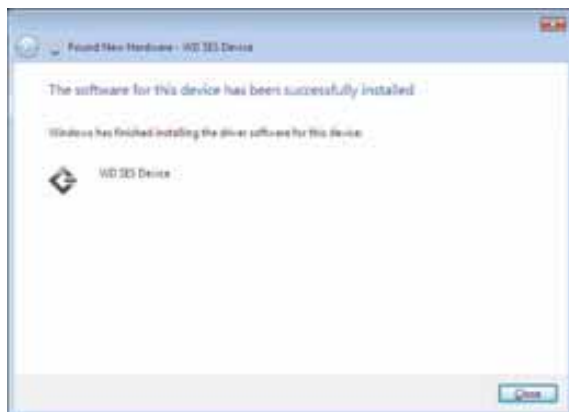 Found New Hardware - WD SES Device
The software for this device has been successfully installed
Windows has finished installing the driver software for this device:
WD SES Device
Close